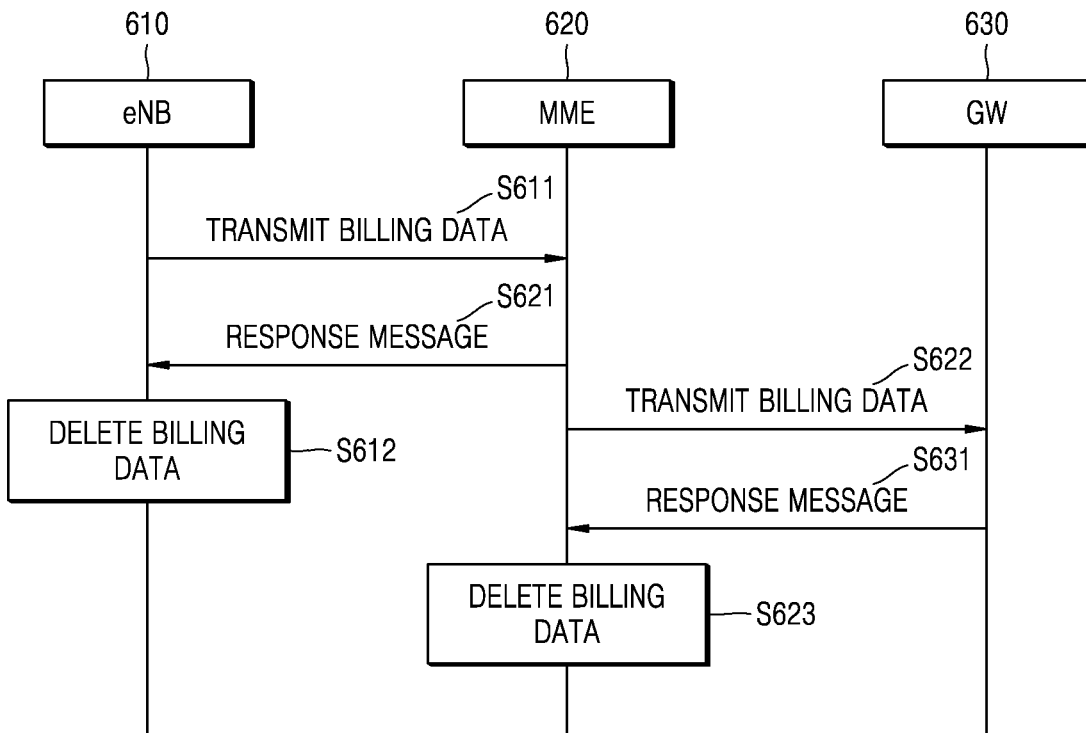 610
620
630
eNB
MME
GW
S611
TRANSMIT BILLING DATA
S621
RESPONSE MESSAGE
S622
TRANSMIT BILLING DATA
DELETE BILLING
DATA
S612
S631
RESPONSE MESSAGE
DELETE BILLING
DATA
S623